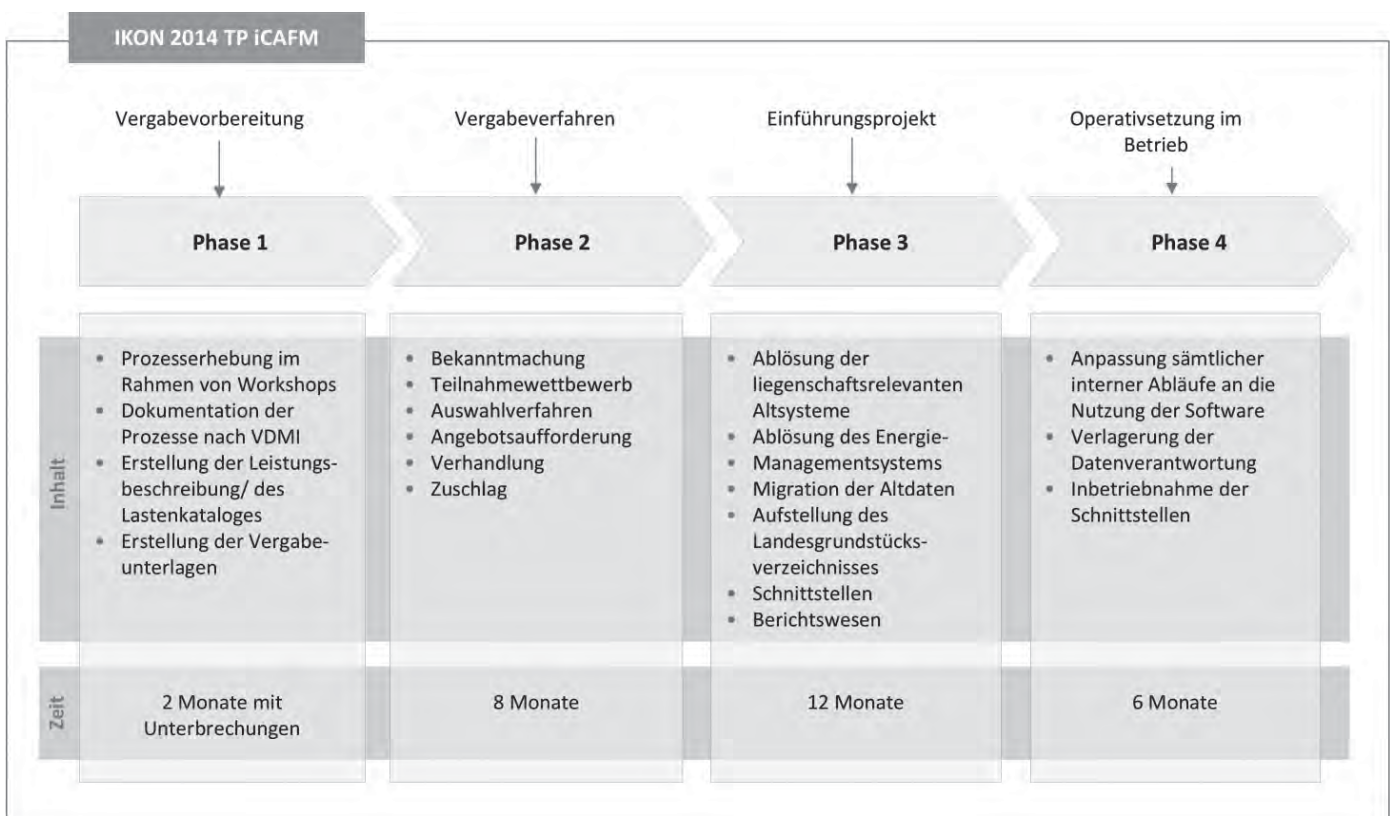 IKON 2014 TP iCAFM
Vergabevorbereitung
Vergabeverfahren
Einführungsprojekt
Operativsetzung im
Betrieb
Phase 1
Phase 2
Phase 3
Phase 4
Inhalt
• Prozesserhebung im
Rahmen von Workshops
• Dokumentation der
Prozesse nach VDMI
• Erstellung der Leistungs-
beschreibung/ des
Lastenkataloges
• Erstellung der Vergabe-
unterlagen
• Bekanntmachung
• Teilnahmewettbewerb
• Auswahlverfahren
• Angebotsaufforderung
• Verhandlung
• Zuschlag
• Ablösung der
liegenschaftsrelevanten
Altsysteme
• Ablösung des Energie-
• Managementsystems
• Migration der Altdaten
• Aufstellung des
Landesgrundstücks-
verzeichnisses
• Schnittstellen
• Berichtswesen
• Anpassung sämtlicher
interner Abläufe an die
Nutzung der Software
• Verlagerung der
Datenverantwortung
• Inbetriebnahme der
Schnittstellen
Zeit
2 Monate mit
Unterbrechungen
8 Monate
12 Monate
6 Monate